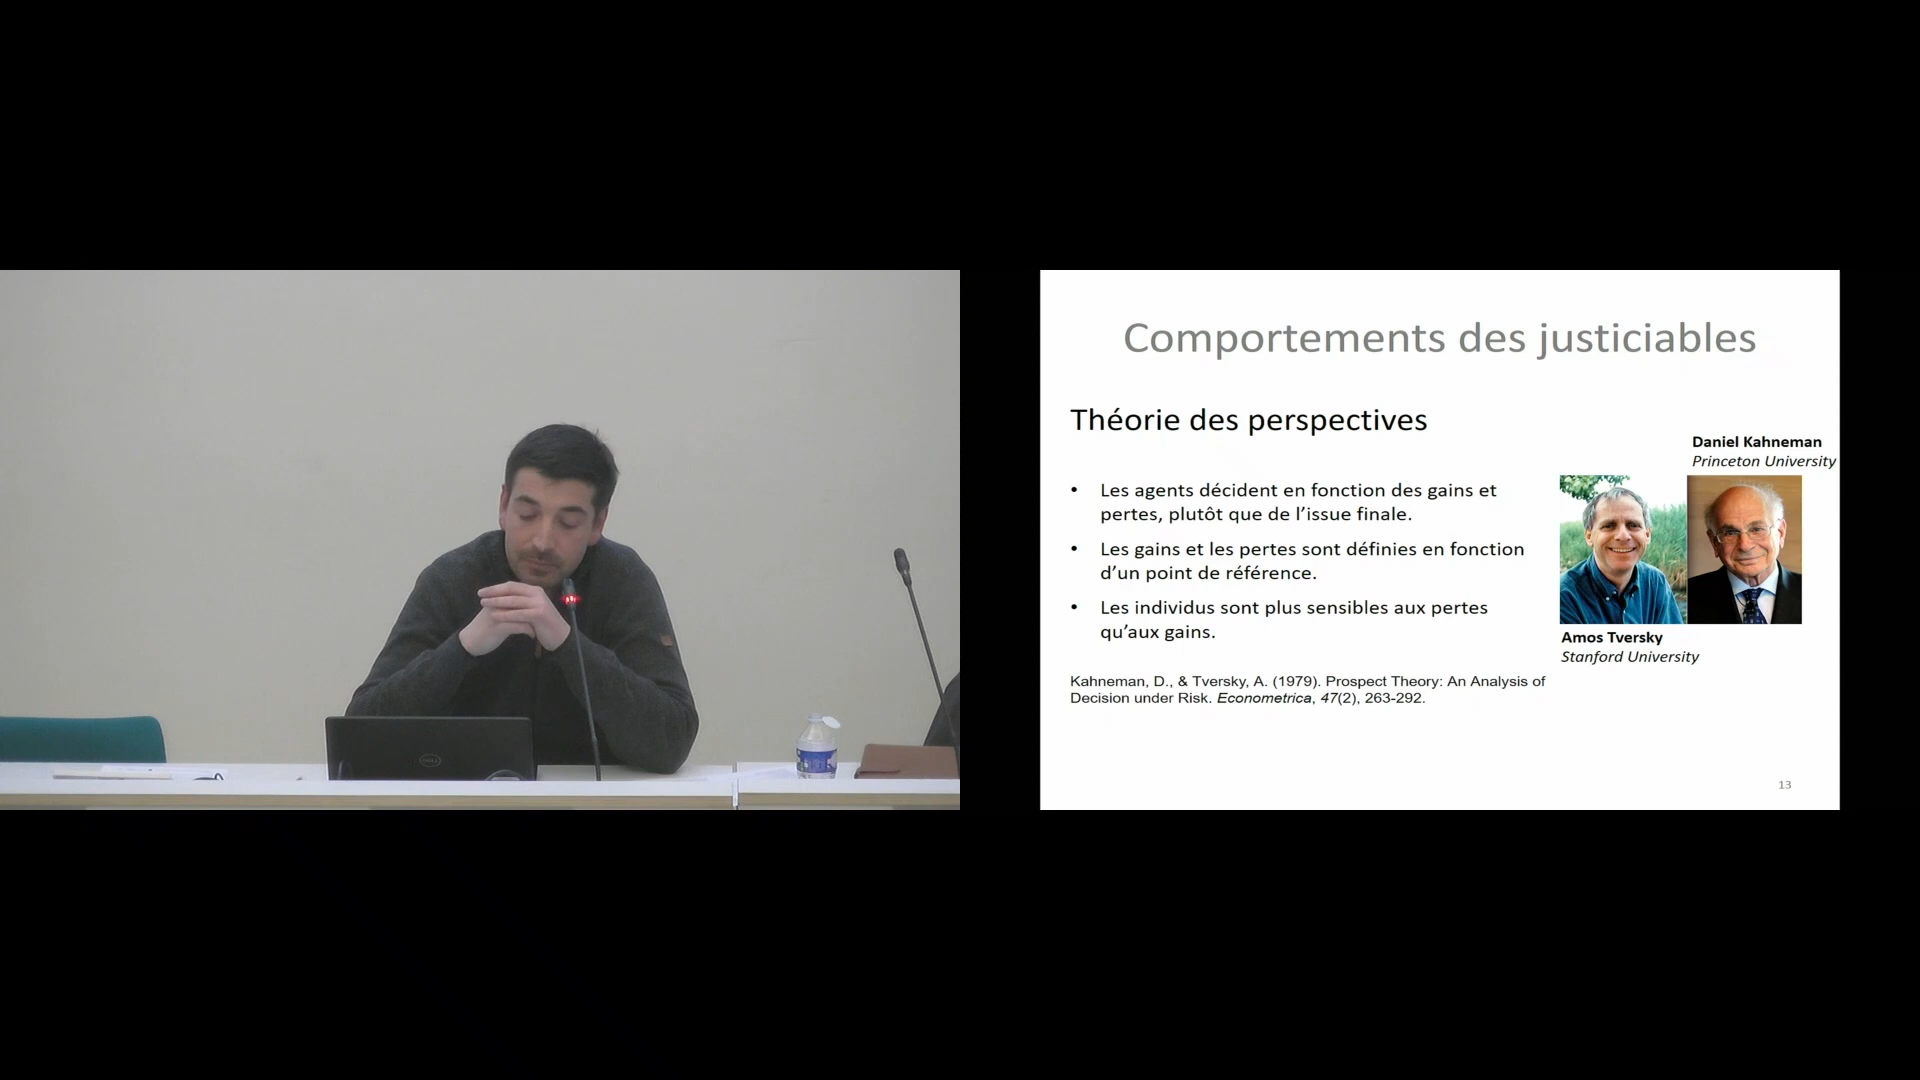 Comportements des justiciables
Théorie des perspectives
Daniel Kahneman
Princeton University
• Les agents décident en fonction des gains et
pertes, plutôt que de l'issue finale.
• Les gains et les pertes sont définies en fonction
d'un point de référence.
• Les individus sont plus sensibles aux pertes
qu'aux gains.
Amos Tversky
Stanford University
Kahneman, D., & Tversky, A. (1979). Prospect Theory: An Analysis of
Decision under Risk. Econometrica, 47(2), 263-292.
13
DELL